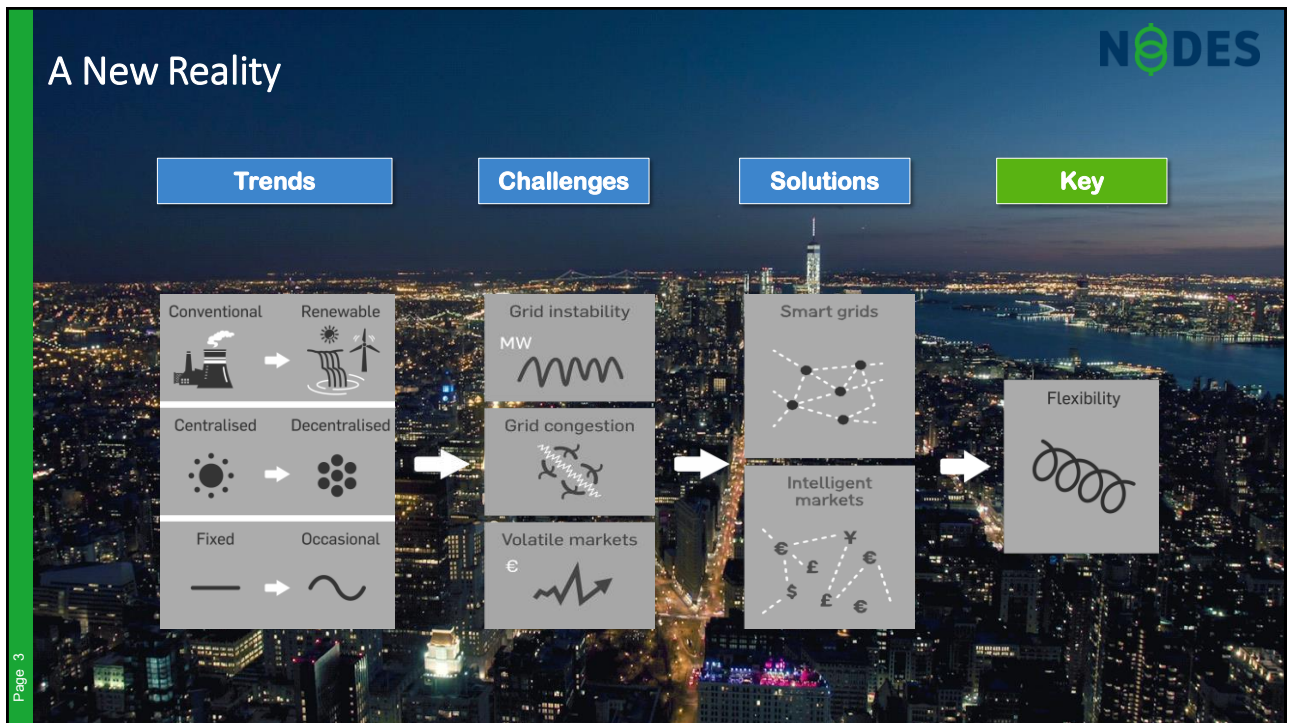 NODES
A New Reality
Trends
Challenges
Solutions
Key
Conventional
Renewable
Centralised
Decentralised
Fixed
Occasional
Grid instability
MW
Grid congestion
Volatile markets
€
Smart grids
Intelligent
markets
€
¥
£
€
$
£
€
Flexibility
Page 3